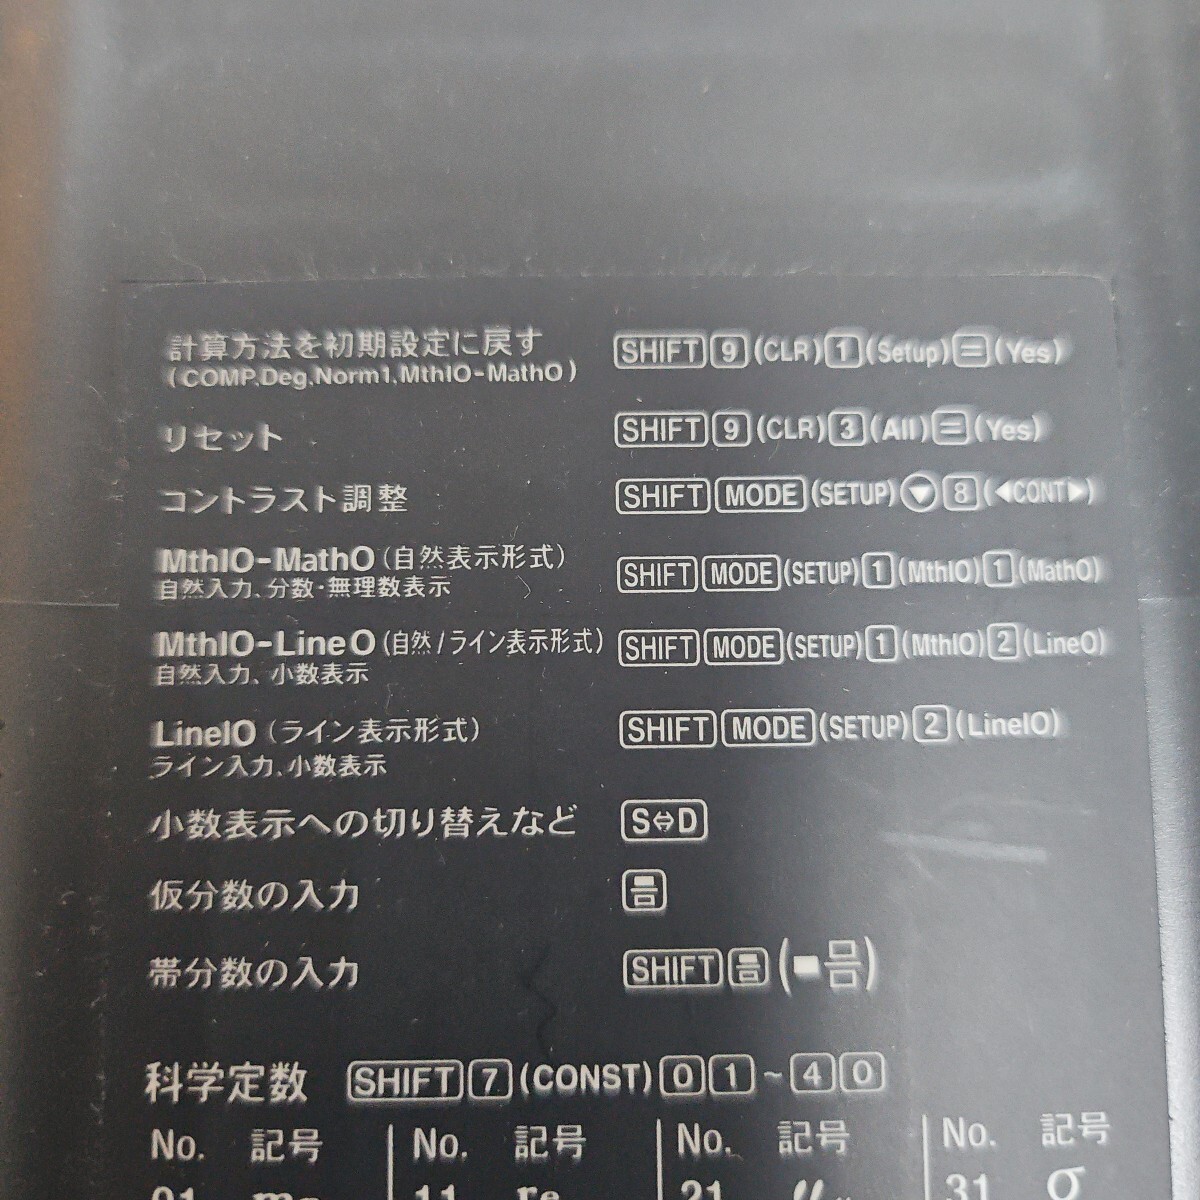 計算方法を初期設定に戻す SHIFT 9 (CLR) 1 (Setup) = (Yes)
(COMP,Deg,Norm1,MthIO-MathO)
リセット SHIFT 9 (CLR) 3 (All) = (Yes)
コントラスト調整 SHIFT MODE (SETUP) ▼ 8 (◀CONT▶)
MthIO-MathO (自然表示形式) SHIFT MODE (SETUP) 1 (MthIO) 1 (MathO)
自然入力、分数・無理数表示
MthIO-LineO (自然/ライン表示形式) SHIFT MODE (SETUP) 1 (MthIO) 2 (LineO)
自然入力、小数表示
LineIO (ライン表示形式) SHIFT MODE (SETUP) 2 (LineIO)
ライン入力、小数表示
小数表示への切り替えなど S⇔D
仮分数の入力
帯分数の入力 SHIFT
科学定数 SHIFT 7 (CONST) 0 1 ~ 4 0
No. 記号 No. 記号 No. 記号 No. 記号
01 11 re 21 μ 31 σ